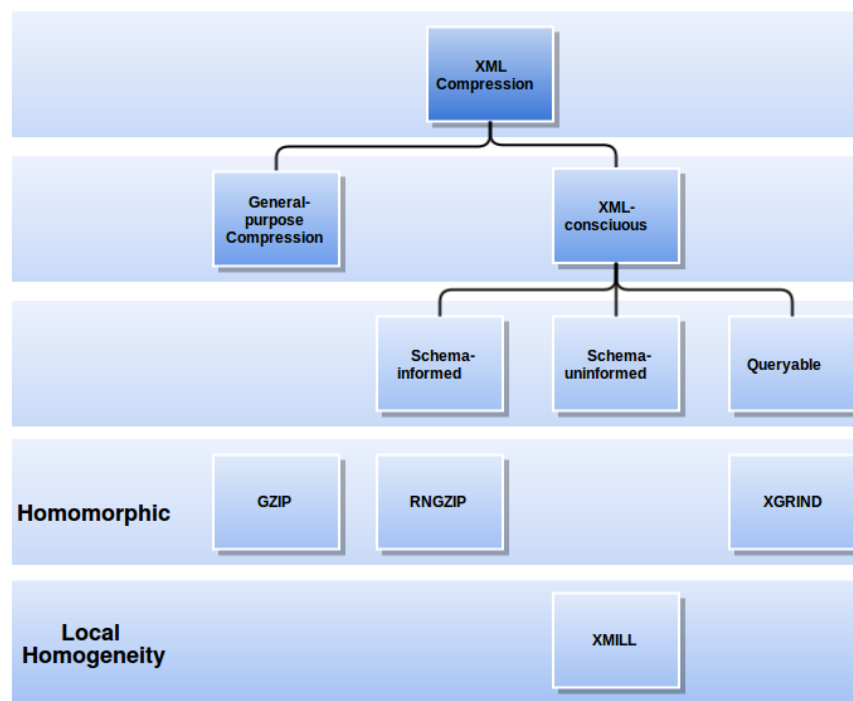 XML
Compression
General-
purpose
Compression
XML-
consciuous
Schema-
informed
Schema-
uninformed
Queryable
Homomorphic
GZIP
RNGZIP
XGRIND
Local
Homogeneity
XMILL